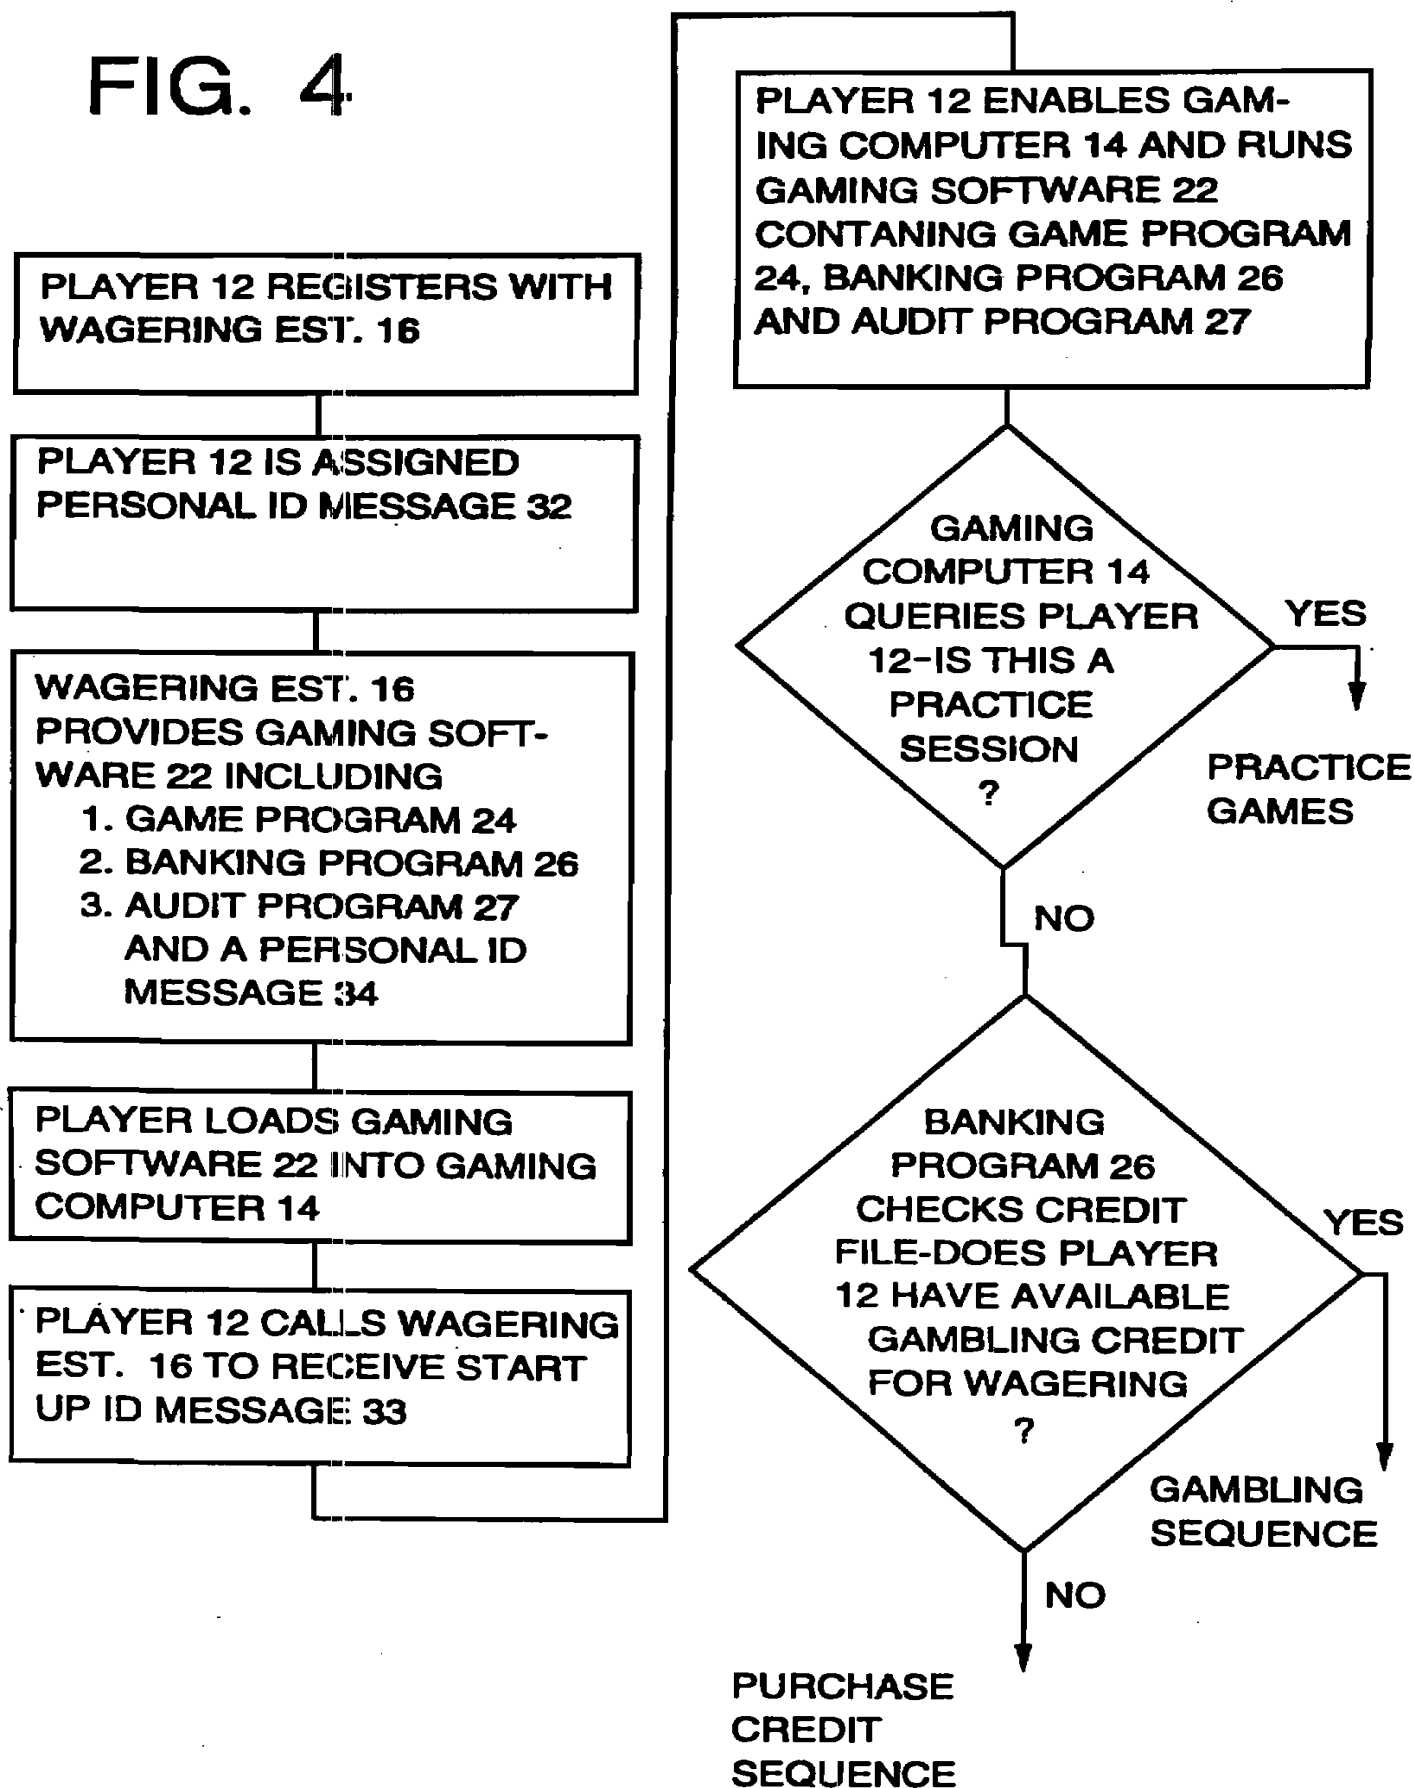 FIG. 4
PLAYER 12 REGISTERS WITH
WAGERING EST. 16
PLAYER 12 IS ASSIGNED
PERSONAL ID MESSAGE 32
WAGERING EST. 16
PROVIDES GAMING SOFT-
WARE 22 INCLUDING
1. GAME PROGRAM 24
2. BANKING PROGRAM 26
3. AUDIT PROGRAM 27
AND A PERSONAL ID
MESSAGE 34
PLAYER LOADS GAMING
SOFTWARE 22 INTO GAMING
COMPUTER 14
PLAYER 12 CALLS WAGERING
EST. 16 TO RECEIVE START
UP ID MESSAGE 33
PLAYER 12 ENABLES GAM-
ING COMPUTER 14 AND RUNS
GAMING SOFTWARE 22
CONTANING GAME PROGRAM
24, BANKING PROGRAM 26
AND AUDIT PROGRAM 27
GAMING
COMPUTER 14
QUERIES PLAYER
12-IS THIS A
PRACTICE
SESSION
?
YES
PRACTICE
GAMES
NO
BANKING
PROGRAM 26
CHECKS CREDIT
FILE-DOES PLAYER
12 HAVE AVAILABLE
GAMBLING CREDIT
FOR WAGERING
?
YES
GAMBLING
SEQUENCE
NO
PURCHASE
CREDIT
SEQUENCE